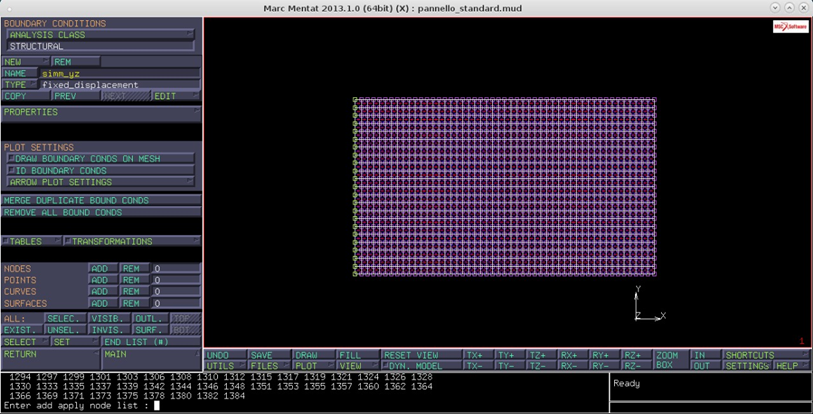 Marc Mentat 2013.1.0 (64bit) (X) : pannello_standard.mud
BOUNDARY CONDITIONS
ANALYSIS CLASS
STRUCTURAL
NEW REM
NAME simm_yz
TYPE fixed_displacement
COPY PREV NEXT EDIT
PROPERTIES
PLOT SETTINGS
DRAW BOUNDARY CONDS ON MESH
ID BOUNDARY CONDS
ARROW PLOT SETTINGS
MERGE DUPLICATE BOUND CONDS
REMOVE ALL BOUND CONDS
TABLES TRANSFORMATIONS
NODES ADD REM 0
POINTS ADD REM 0
CURVES ADD REM 0
SURFACES ADD REM 0
ALL: SELEC. VISIB. OUTL. TOP
EXIST. UNSEL. INVIS. SURF. BOT
SELECT SET END LIST (#)
RETURN MAIN
MSC Software
Y
Z X
1
UNDO SAVE DRAW FILL RESET VIEW TX+ TY+ TZ+ RX+ RY+ RZ+ ZOOM IN SHORTCUTS
UTILS FILES PLOT VIEW DYN. MODEL TX- TY- TZ- RX- RY- RZ- BOX OUT SETTINGS HELP
1294 1297 1299 1301 1303 1306 1308 1310 1312 1315 1317 1319 1321 1324 1326 1328
1330 1333 1335 1337 1339 1342 1344 1346 1348 1351 1353 1355 1357 1360 1362 1364
1366 1369 1371 1373 1375 1378 1380 1382 1384
Enter add apply node list :
Ready